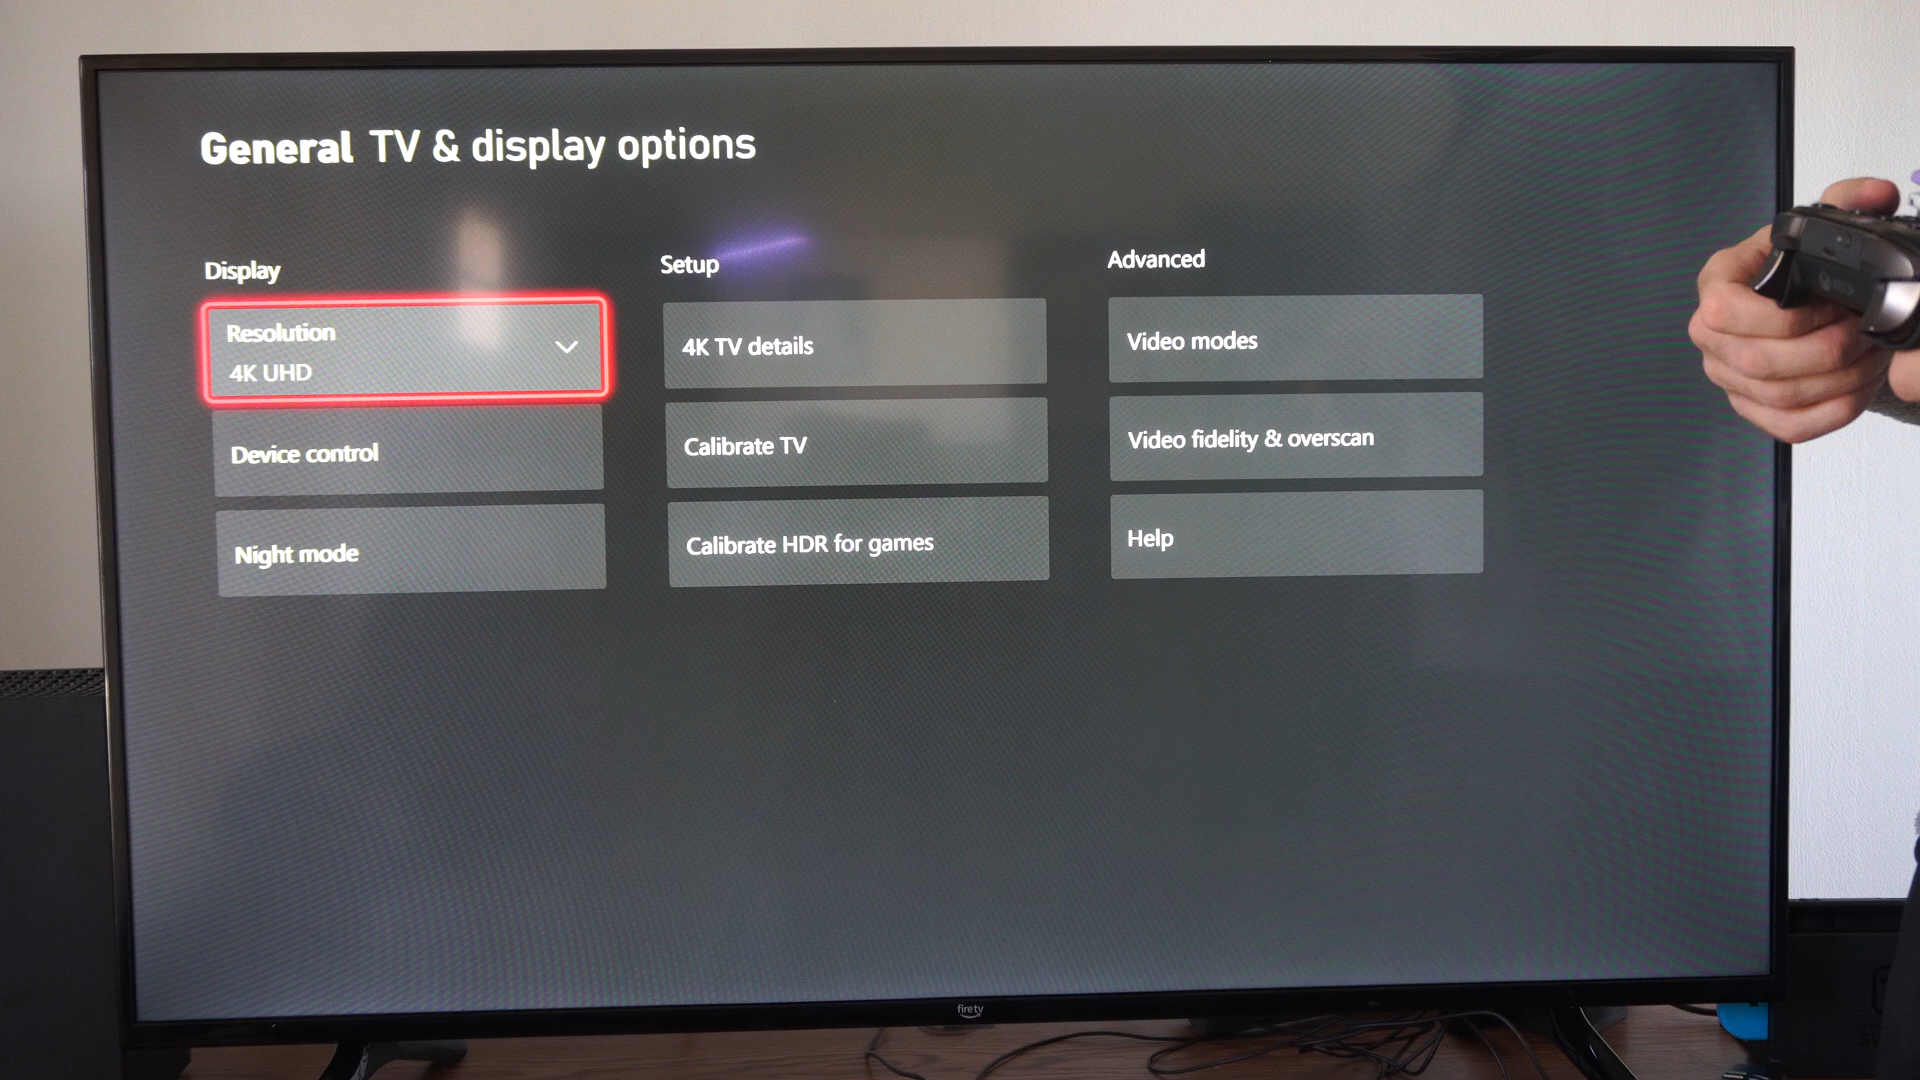 General TV & display options
Display
Resolution
4K UHD
Device control
Night mode
Setup
4K TV details
Calibrate TV
Calibrate HDR for games
Advanced
Video modes
Video fidelity & overscan
Help
firetv